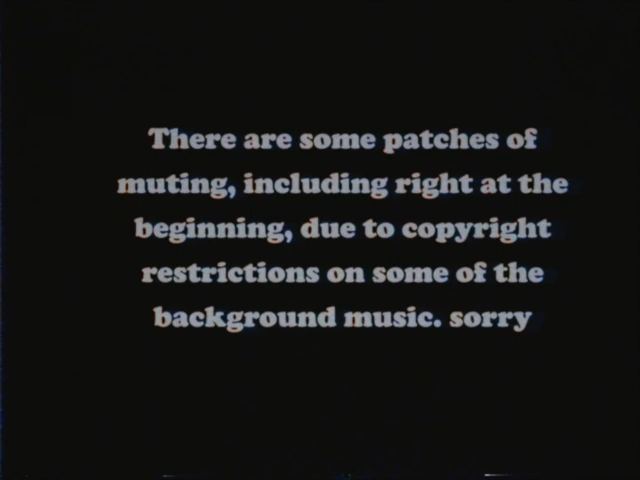 There are some patches of
muting, including right at the
beginning, due to copyright
restrictions on some of the
background music. sorry